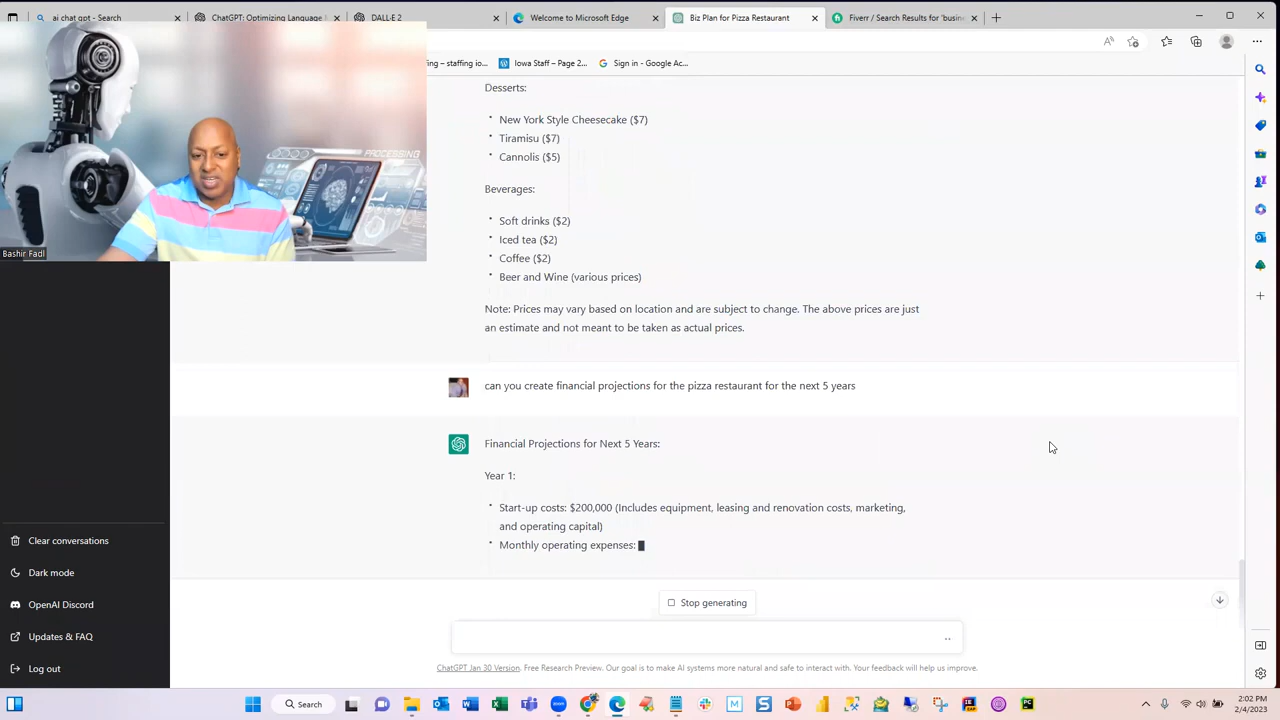 ChatGPT: Optimizing Language
DALL·E 2
Welcome to Microsoft Edge
Biz Plan for Pizza Restaurant
Fiverr / Search Results for 'busin
fing – staffing io...
Iowa Staff – Page 2...
Sign in - Google Ac...
PROCESSING
Bashir Fadl
Desserts:
New York Style Cheesecake ($7)
Tiramisu ($7)
Cannolis ($5)
Beverages:
Soft drinks ($2)
Iced tea ($2)
Coffee ($2)
Beer and Wine (various prices)
Note: Prices may vary based on location and are subject to change. The above prices are just
an estimate and not meant to be taken as actual prices.
can you create financial projections for the pizza restaurant for the next 5 years
Financial Projections for Next 5 Years:
Year 1:
Start-up costs: $200,000 (Includes equipment, leasing and renovation costs, marketing,
and operating capital)
Monthly operating expenses:
Clear conversations
Dark mode
OpenAI Discord
Updates & FAQ
Log out
Stop generating
ChatGPT Jan 30 Version. Free Research Preview. Our goal is to make AI systems more natural and safe to interact with. Your feedback will help us improve.
Search
2:02 PM
2/4/2023